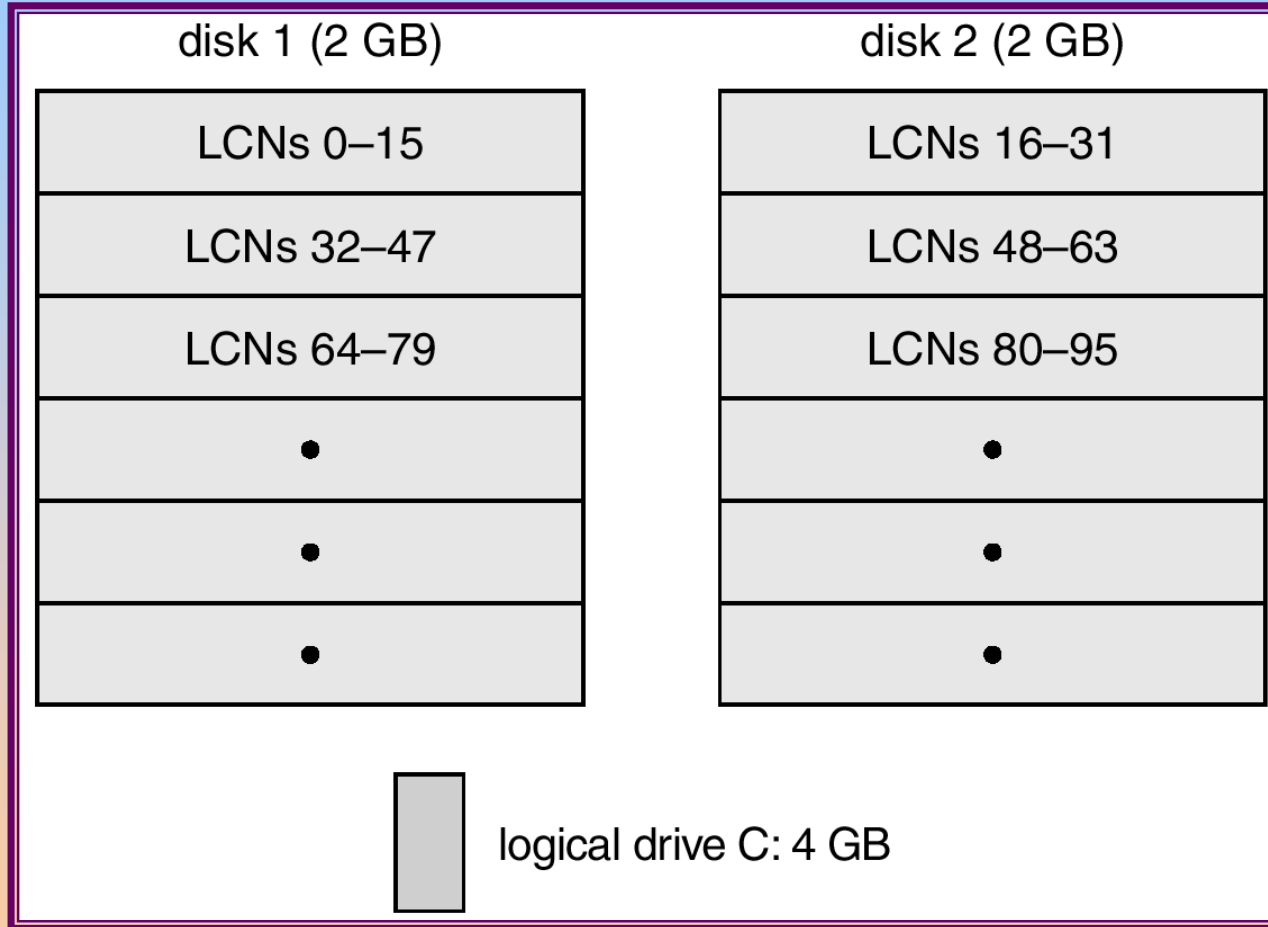 disk 1 (2 GB)
disk 2 (2 GB)
LCNs 0–15
LCNs 16–31
LCNs 32–47
LCNs 48–63
LCNs 64–79
LCNs 80–95
logical drive C: 4 GB